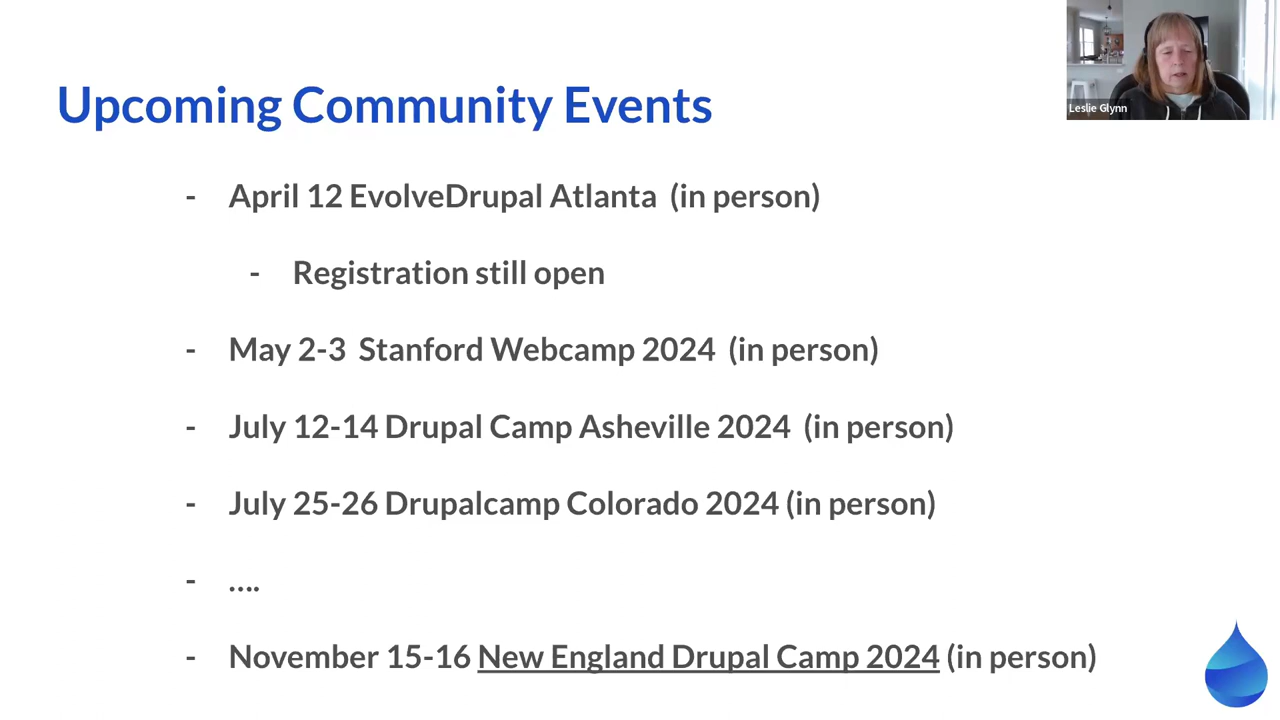 Upcoming Community Events
Leslie Glynn
- April 12 EvolveDrupal Atlanta (in person)
- Registration still open
- May 2-3 Stanford Webcamp 2024 (in person)
- July 12-14 Drupal Camp Asheville 2024 (in person)
- July 25-26 Drupalcamp Colorado 2024 (in person)
- ....
- November 15-16 New England Drupal Camp 2024 (in person)